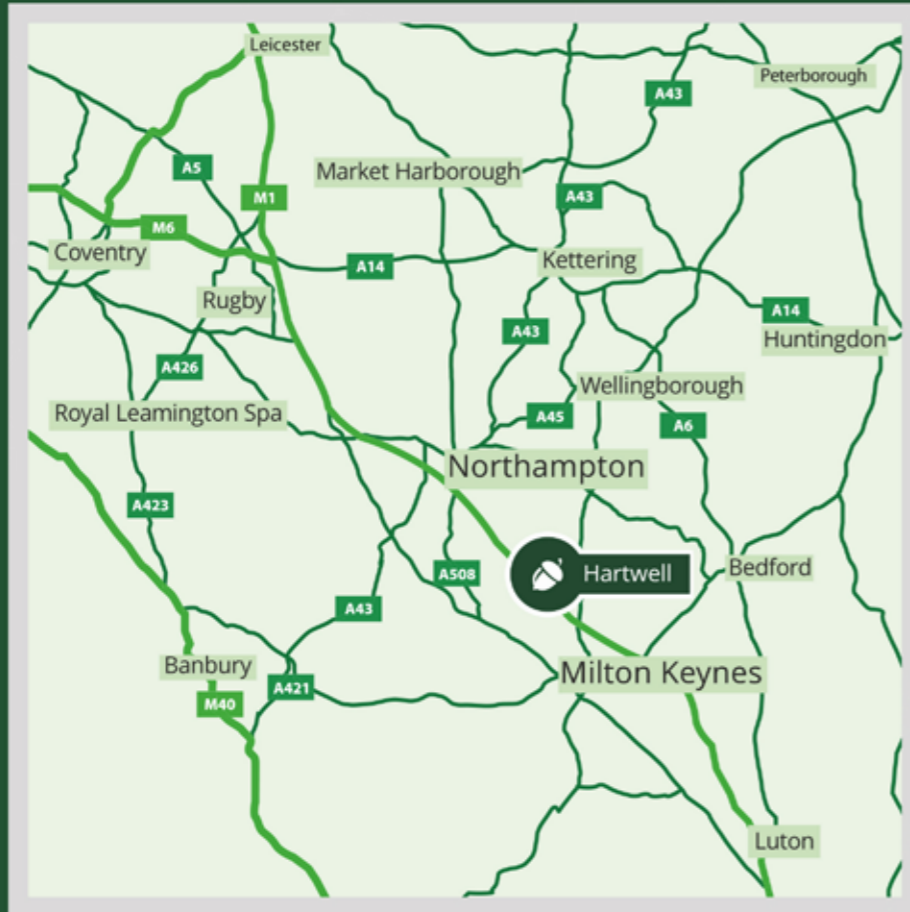 Leicester
Peterborough
A43
A5
Market Harborough
M1
A43
M6
Coventry
Kettering
A14
Rugby
A14
A43
Huntingdon
A426
Wellingborough
Royal Leamington Spa
A45
A6
Northampton
A423
Hartwell
Bedford
A508
A43
Banbury
Milton Keynes
A421
M40
Luton